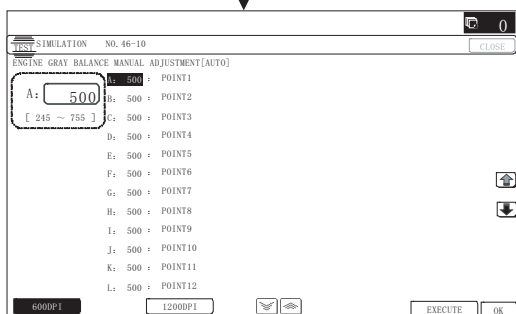 0
TEST SIMULATION NO.46-10
CLOSE
ENGINE GRAY BALANCE MANUAL ADJUSTMENT[AUTO]
A: 500
[ 245 ~ 755 ]
A: 500 : POINT1
B: 500 : POINT2
C: 500 : POINT3
D: 500 : POINT4
E: 500 : POINT5
F: 500 : POINT6
G: 500 : POINT7
H: 500 : POINT8
I: 500 : POINT9
J: 500 : POINT10
K: 500 : POINT11
L: 500 : POINT12
600DPI 1200DPI EXECUTE OK